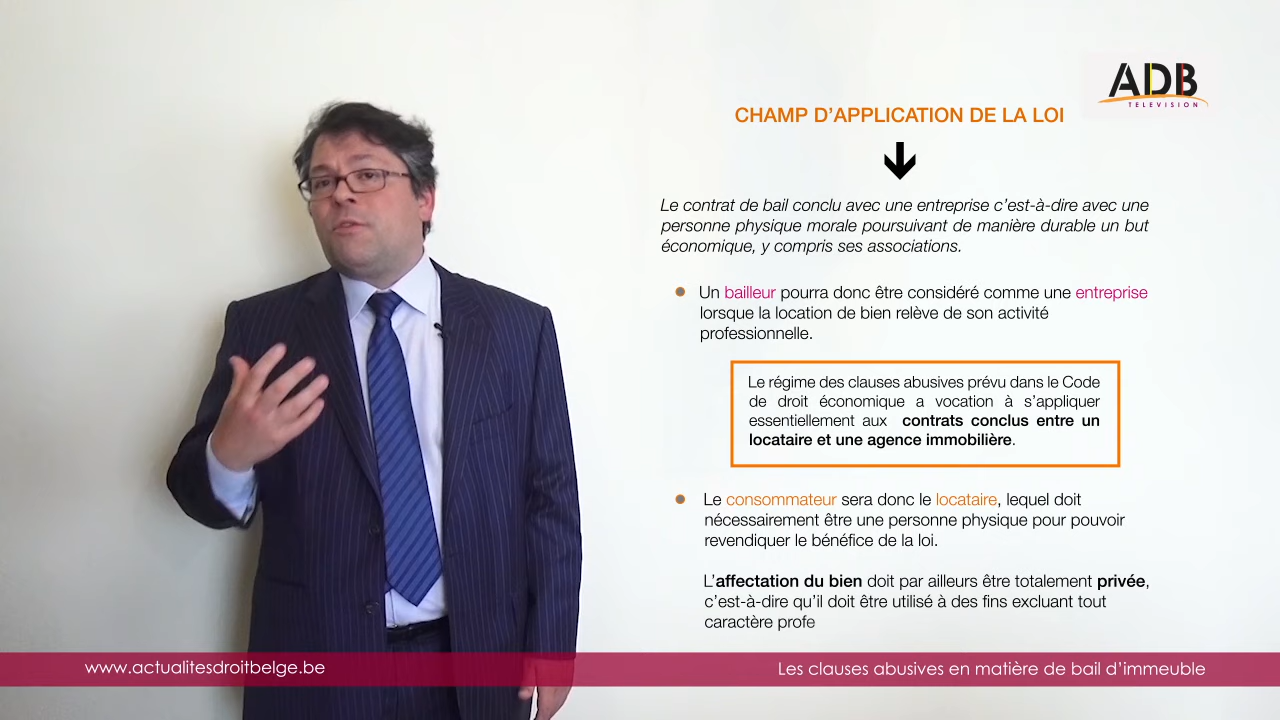 ADB
TELEVISION
CHAMP D'APPLICATION DE LA LOI
Le contrat de bail conclu avec une entreprise c'est-à-dire avec une
personne physique morale poursuivant de manière durable un but
économique, y compris ses associations.
Un bailleur pourra donc être considéré comme une entreprise
lorsque la location de bien relève de son activité
professionnelle.
Le régime des clauses abusives prévu dans le Code
de droit économique a vocation à s'appliquer
essentiellement aux contrats conclus entre un
locataire et une agence immobilière.
Le consommateur sera donc le locataire, lequel doit
nécessairement être une personne physique pour pouvoir
revendiquer le bénéfice de la loi.
L'affectation du bien doit par ailleurs être totalement privée,
c'est-à-dire qu'il doit être utilisé à des fins excluant tout
caractère profe
www.actualitesdroitbelge.be
Les clauses abusives en matière de bail d'immeuble